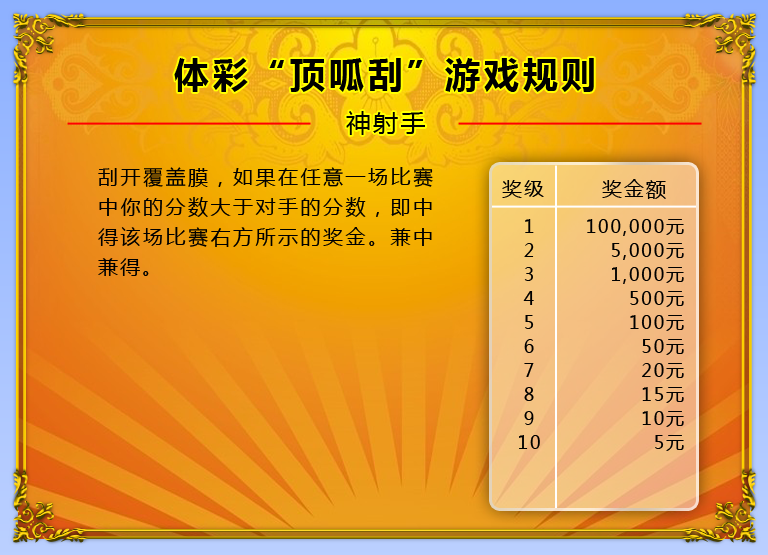 体彩“顶呱刮”游戏规则
神射手
刮开覆盖膜，如果在任意一场比赛
中你的分数大于对手的分数，即中
得该场比赛右方所示的奖金。兼中
兼得。
奖级 奖金额
1 100,000元
2 5,000元
3 1,000元
4 500元
5 100元
6 50元
7 20元
8 15元
9 10元
10 5元